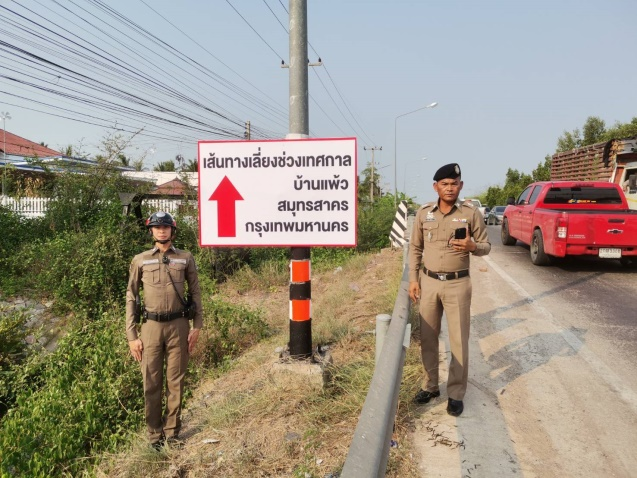 เส้นทางเลี่ยงช่วงเทศกาล
บ้านแพ้ว
สมุทรสาคร
กรุงเทพมหานคร